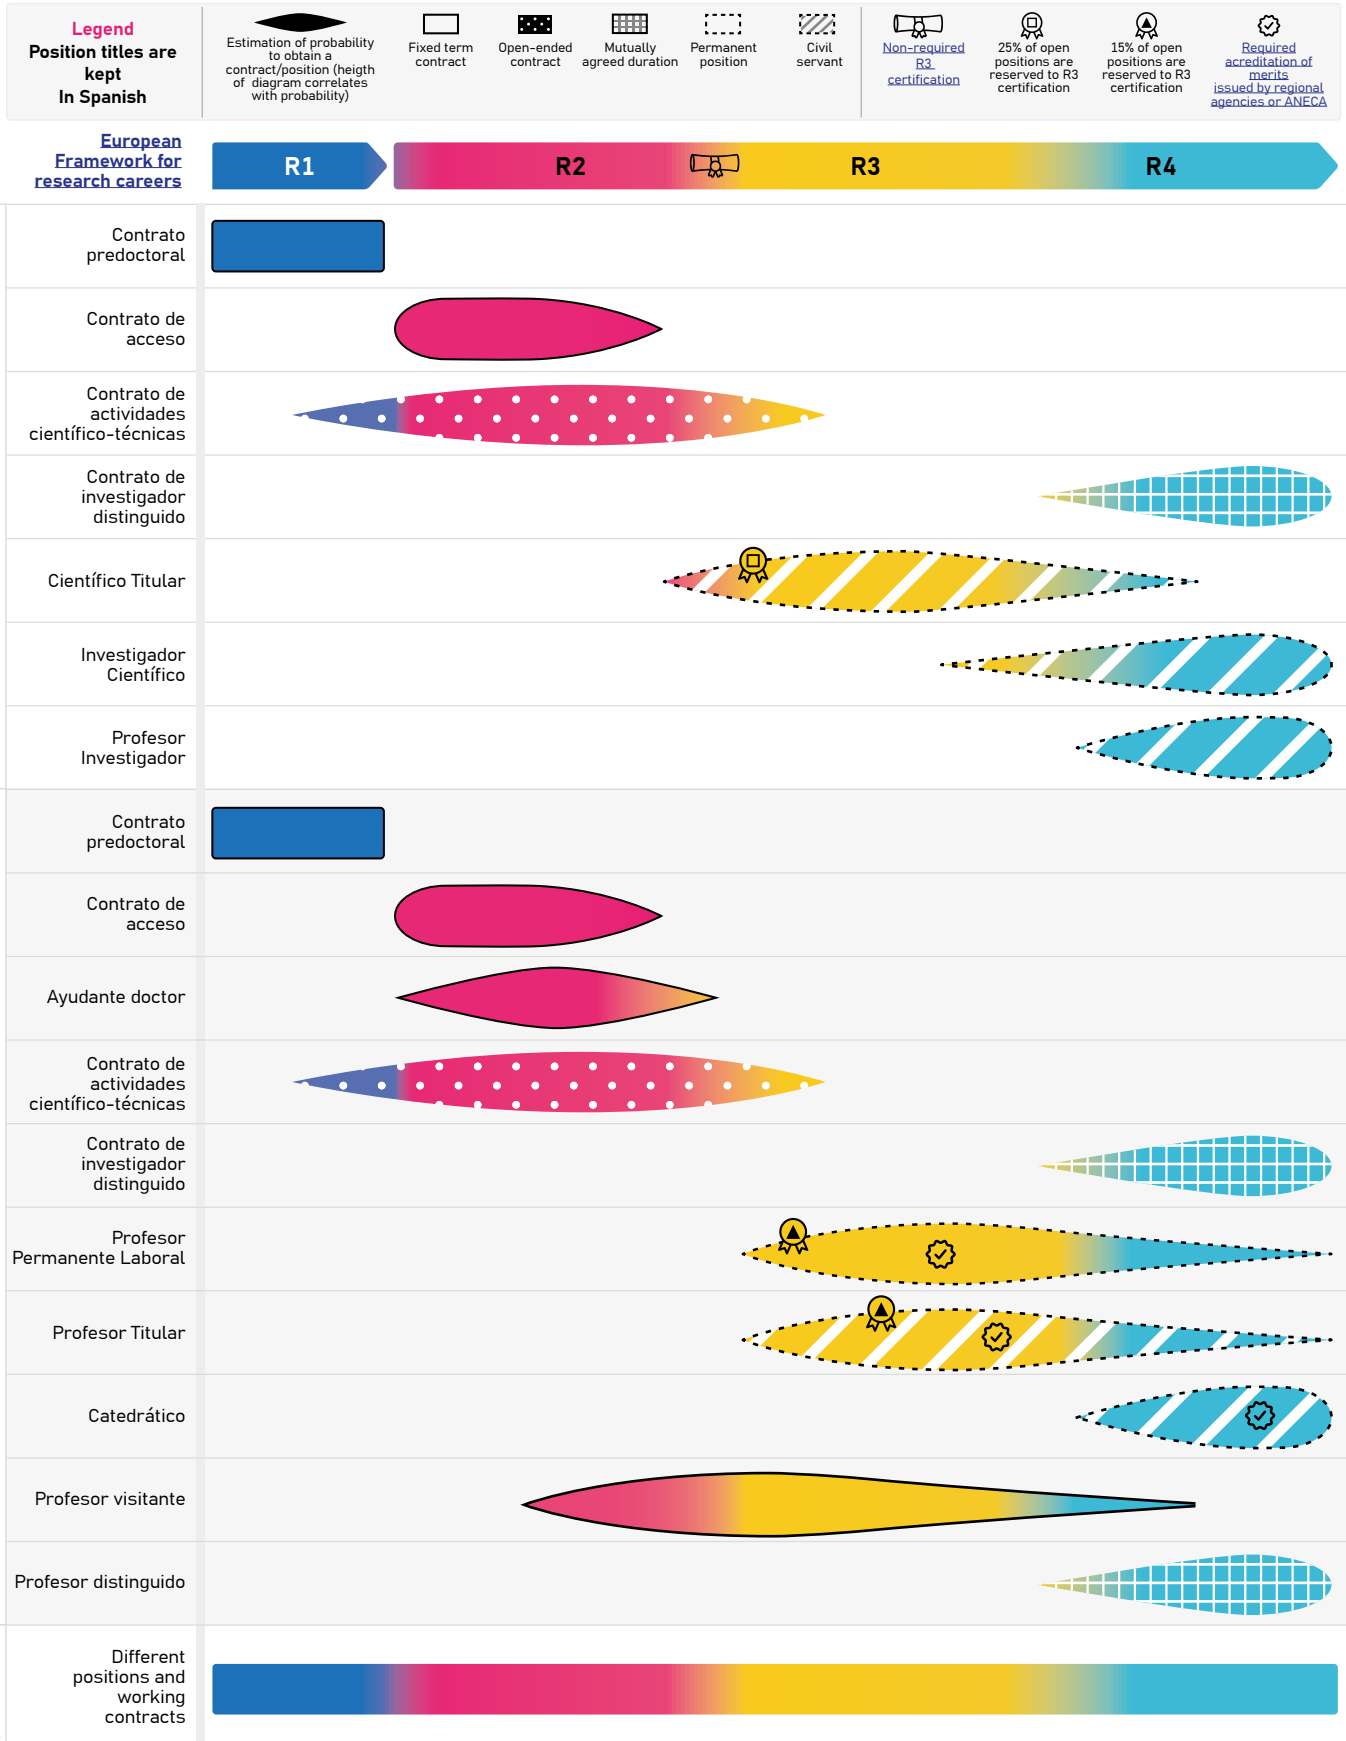 Legend
Position titles are
kept
In Spanish
Estimation of probability
to obtain a
contract/position (heigth
of diagram correlates
with probability)
Fixed term
contract
Open-ended
contract
Mutually
agreed duration
Permanent
position
Civil
servant
Non-required
R3
certification
25% of open
positions are
reserved to R3
certification
15% of open
positions are
reserved to R3
certification
Required
acreditation of
merits
issued by regional
agencies or ANECA
European
Framework for
research careers
R1
R2
R3
R4
Contrato
predoctoral
Contrato de
acceso
Contrato de
actividades
científico-técnicas
Contrato de
investigador
distinguido
Científico Titular
Investigador
Científico
Profesor
Investigador
Contrato
predoctoral
Contrato de
acceso
Ayudante doctor
Contrato de
actividades
científico-técnicas
Contrato de
investigador
distinguido
Profesor
Permanente Laboral
Profesor Titular
Catedrático
Profesor visitante
Profesor distinguido
Different
positions and
working
contracts